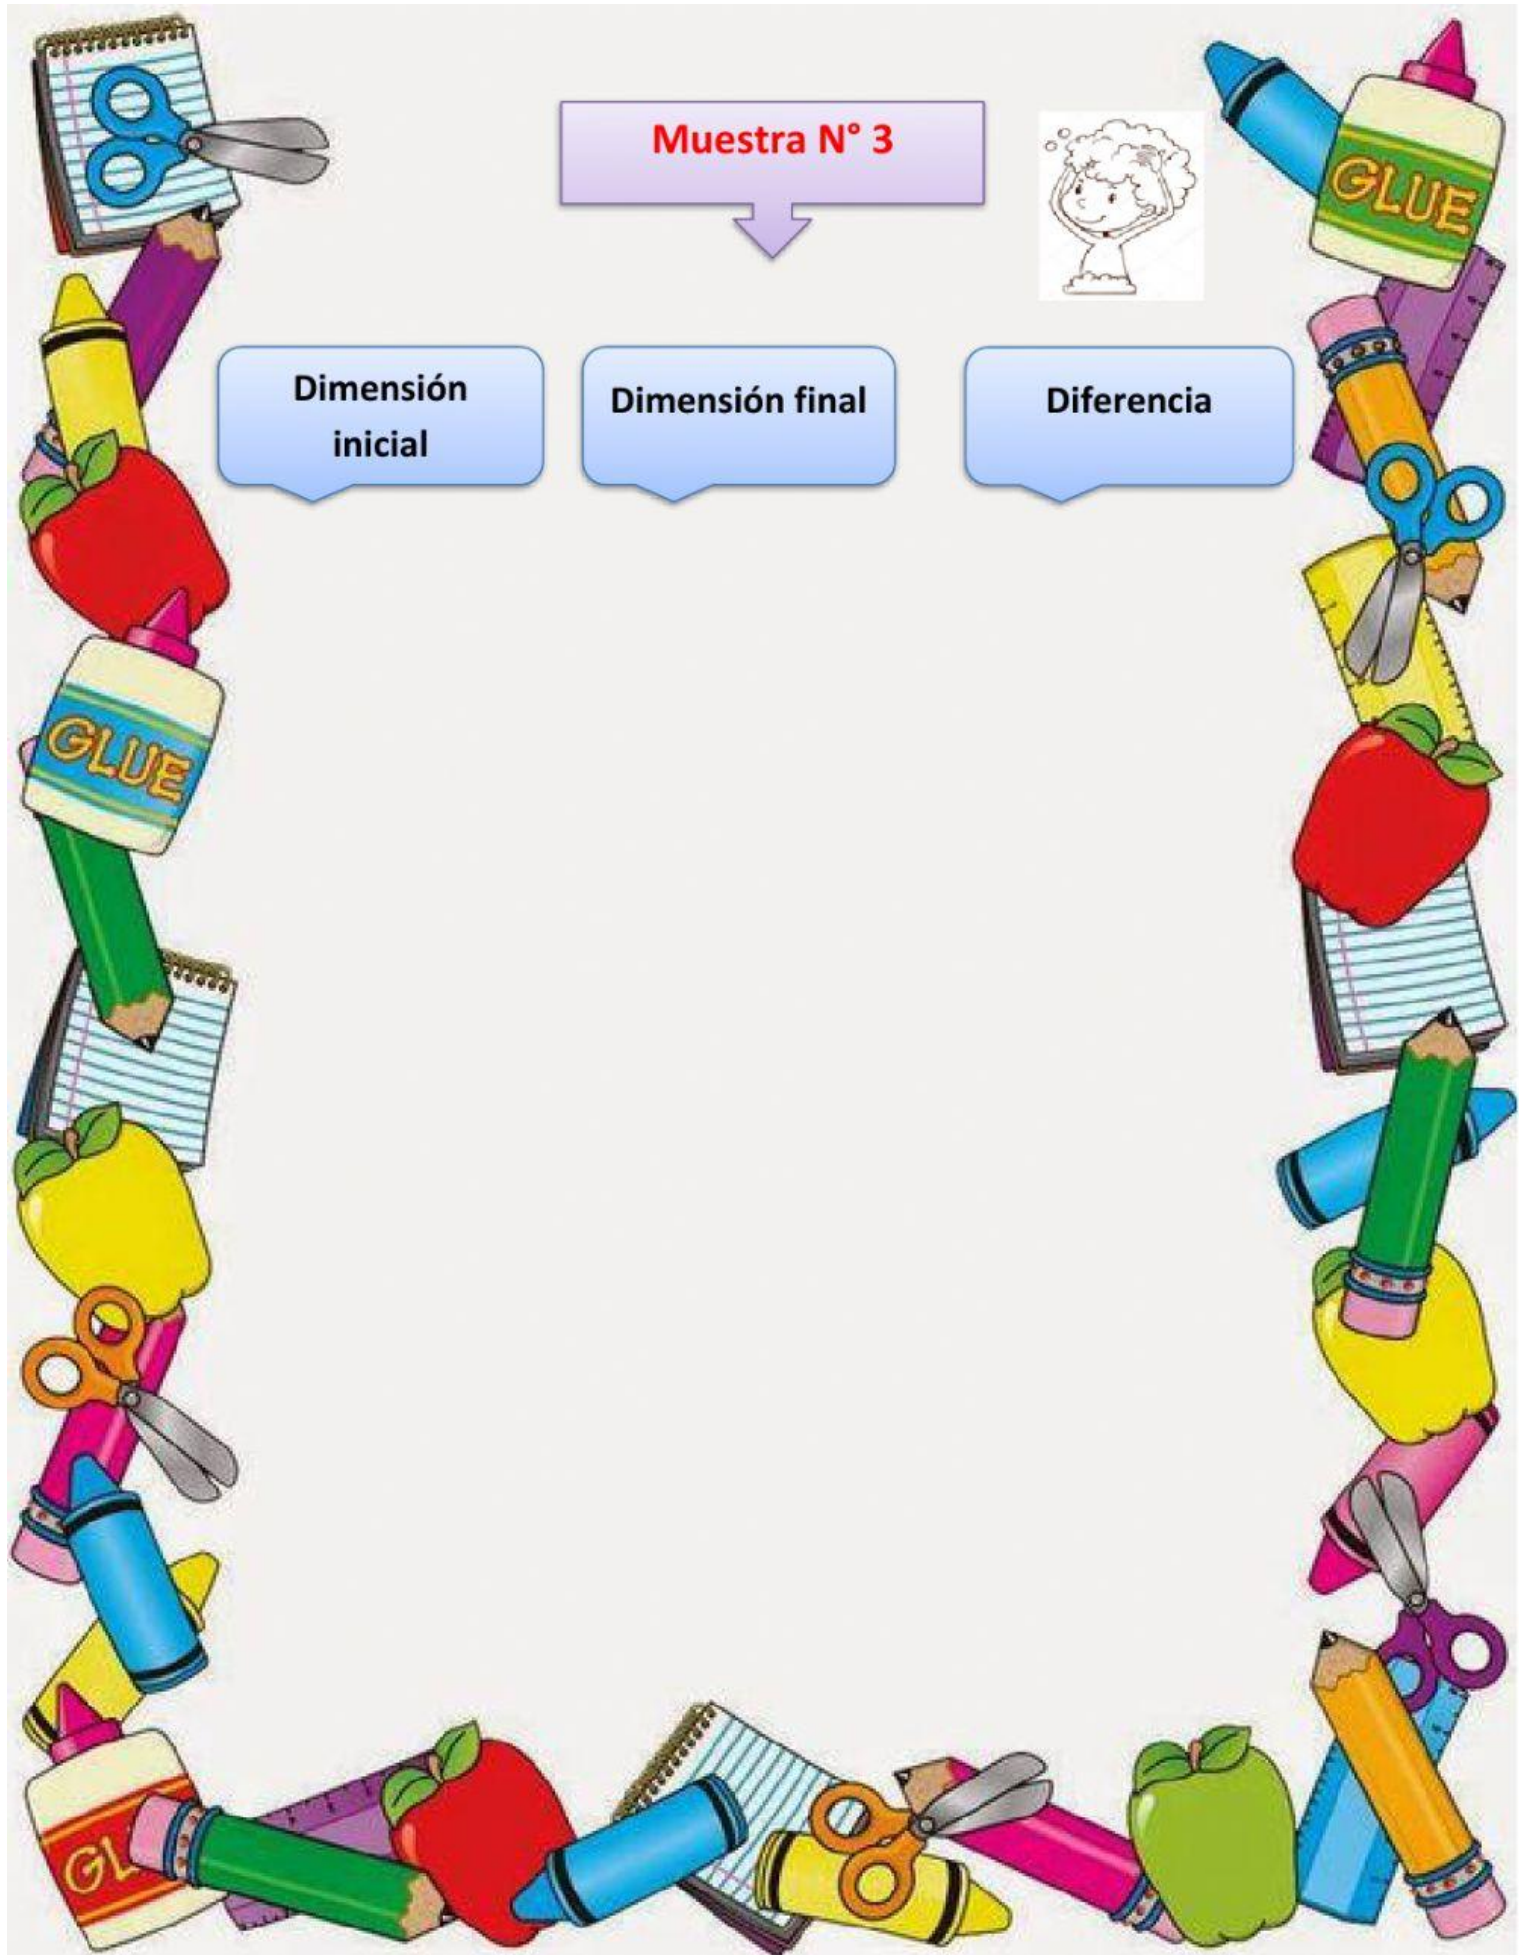 Muestra N° 3
GLUE
Dimensión
inicial
Dimensión final
Diferencia
GLUE
GL